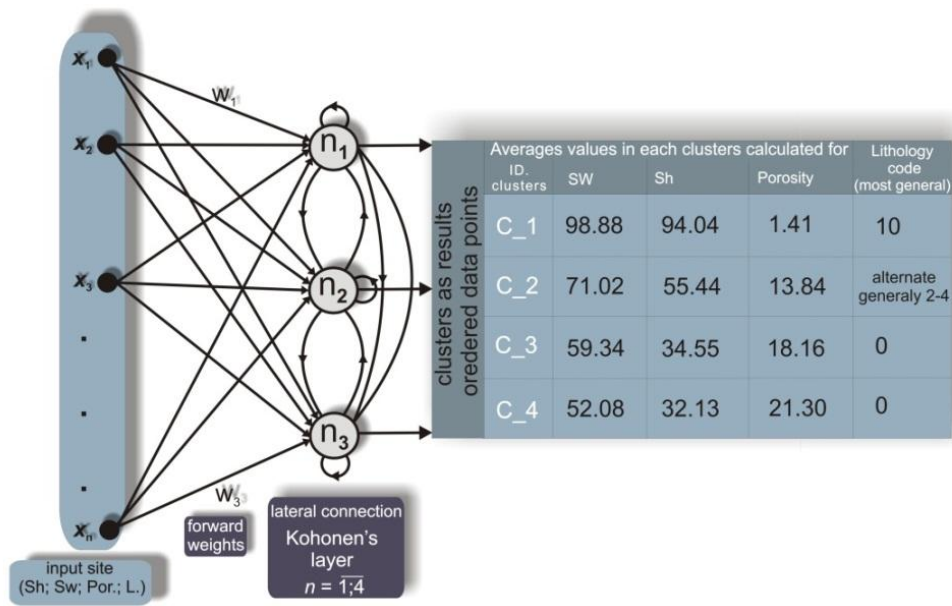 x₁
x₂
x₃
.
.
.
xₙ
input site
(Sh; Sw; Por.; L.)
W₁
W₃
forward
weights
n₁
n₂
n₃
lateral connection
Kohonen's
layer
n = 1;4
clusters as results
oredered data points
Averages values in each clusters calculated for
ID.
clusters
SW
Sh
Porosity
Lithology
code
(most general)
C_1 98.88 94.04 1.41 10
C_2 71.02 55.44 13.84 alternate
generaly 2-4
C_3 59.34 34.55 18.16 0
C_4 52.08 32.13 21.30 0